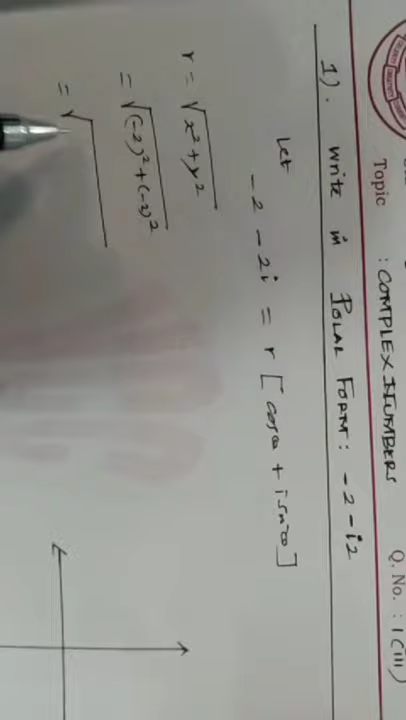 Topic : COMPLEX NUMBERS Q. No. : 1(iii)
1). Write in POLAR FORM: -2-i2
Let
-2-2i = r[cosθ + isinθ]
r = √x²+y²
= √(-2)²+(-2)²
= √